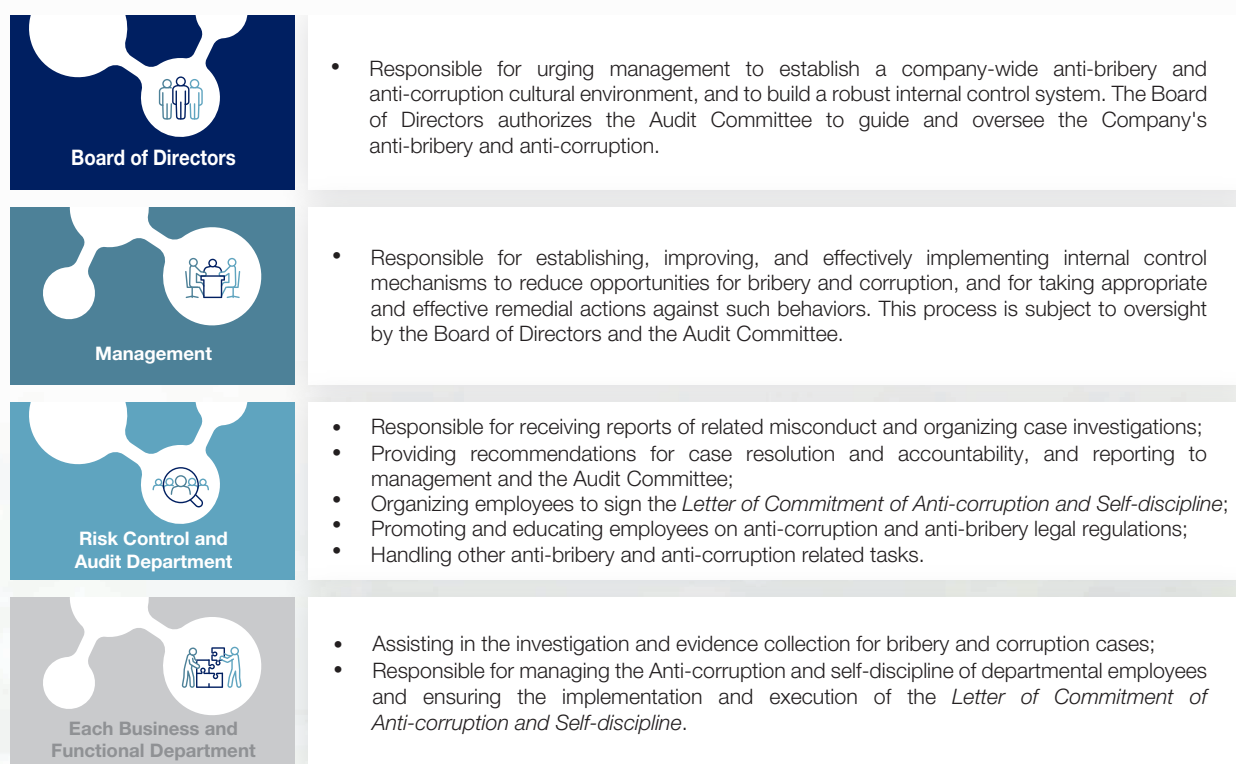 Board of Directors
• Responsible for urging management to establish a company-wide anti-bribery and
anti-corruption cultural environment, and to build a robust internal control system. The Board
of Directors authorizes the Audit Committee to guide and oversee the Company's
anti-bribery and anti-corruption.
Management
• Responsible for establishing, improving, and effectively implementing internal control
mechanisms to reduce opportunities for bribery and corruption, and for taking appropriate
and effective remedial actions against such behaviors. This process is subject to oversight
by the Board of Directors and the Audit Committee.
Risk Control and
Audit Department
• Responsible for receiving reports of related misconduct and organizing case investigations;
• Providing recommendations for case resolution and accountability, and reporting to
management and the Audit Committee;
• Organizing employees to sign the Letter of Commitment of Anti-corruption and Self-discipline;
• Promoting and educating employees on anti-corruption and anti-bribery legal regulations;
• Handling other anti-bribery and anti-corruption related tasks.
Each Business and
Functional Department
• Assisting in the investigation and evidence collection for bribery and corruption cases;
• Responsible for managing the Anti-corruption and self-discipline of departmental employees
and ensuring the implementation and execution of the Letter of Commitment of
Anti-corruption and Self-discipline.